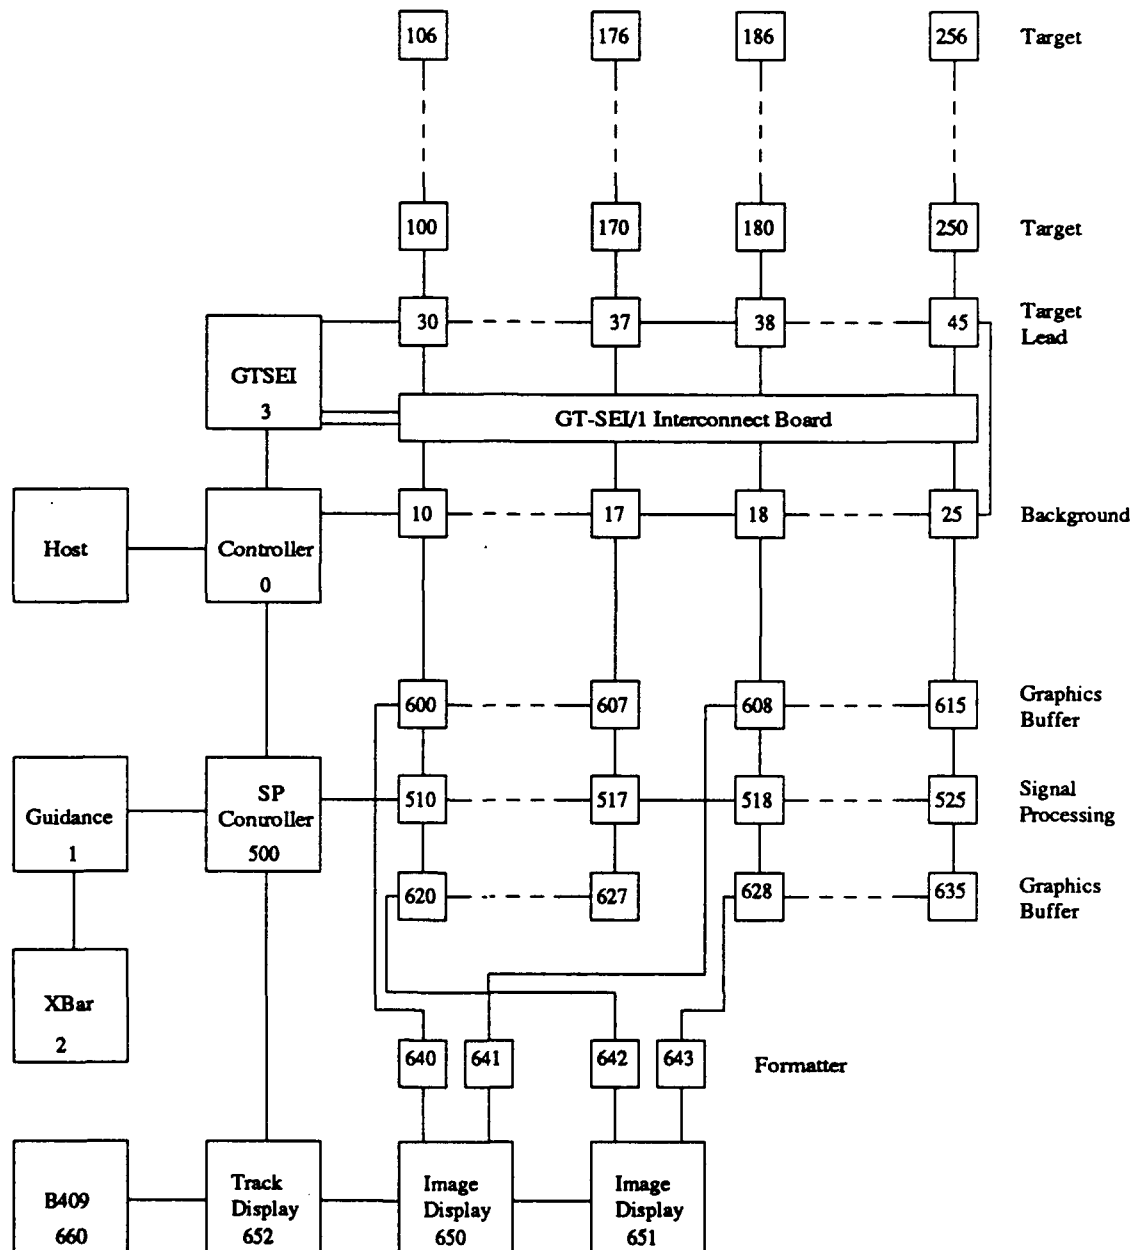 106 176 186 256 Target
100 170 180 250 Target
30 37 38 45 Target
Lead
GTSEI
3
GT-SEI/1 Interconnect Board
Host
Controller
0
10 17 18 25 Background
600 607 608 615 Graphics
Buffer
Guidance
1
SP
Controller
500
510 517 518 525 Signal
Processing
620 627 628 635 Graphics
Buffer
XBar
2
640 641 642 643 Formatter
B409
660
Track
Display
652
Image
Display
650
Image
Display
651